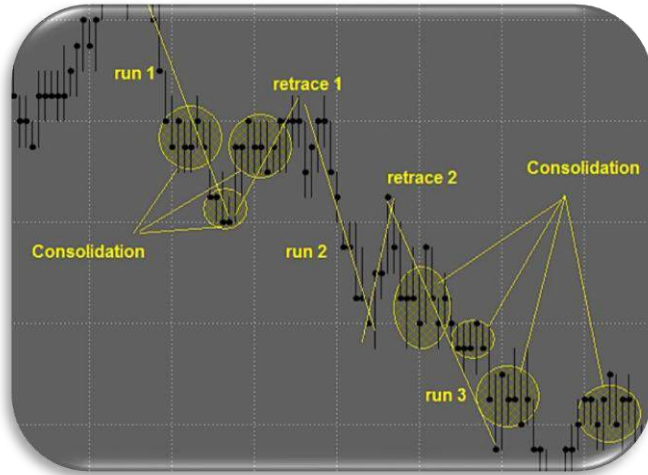 run 1
retrace 1
Consolidation
retrace 2
Consolidation
run 2
run 3